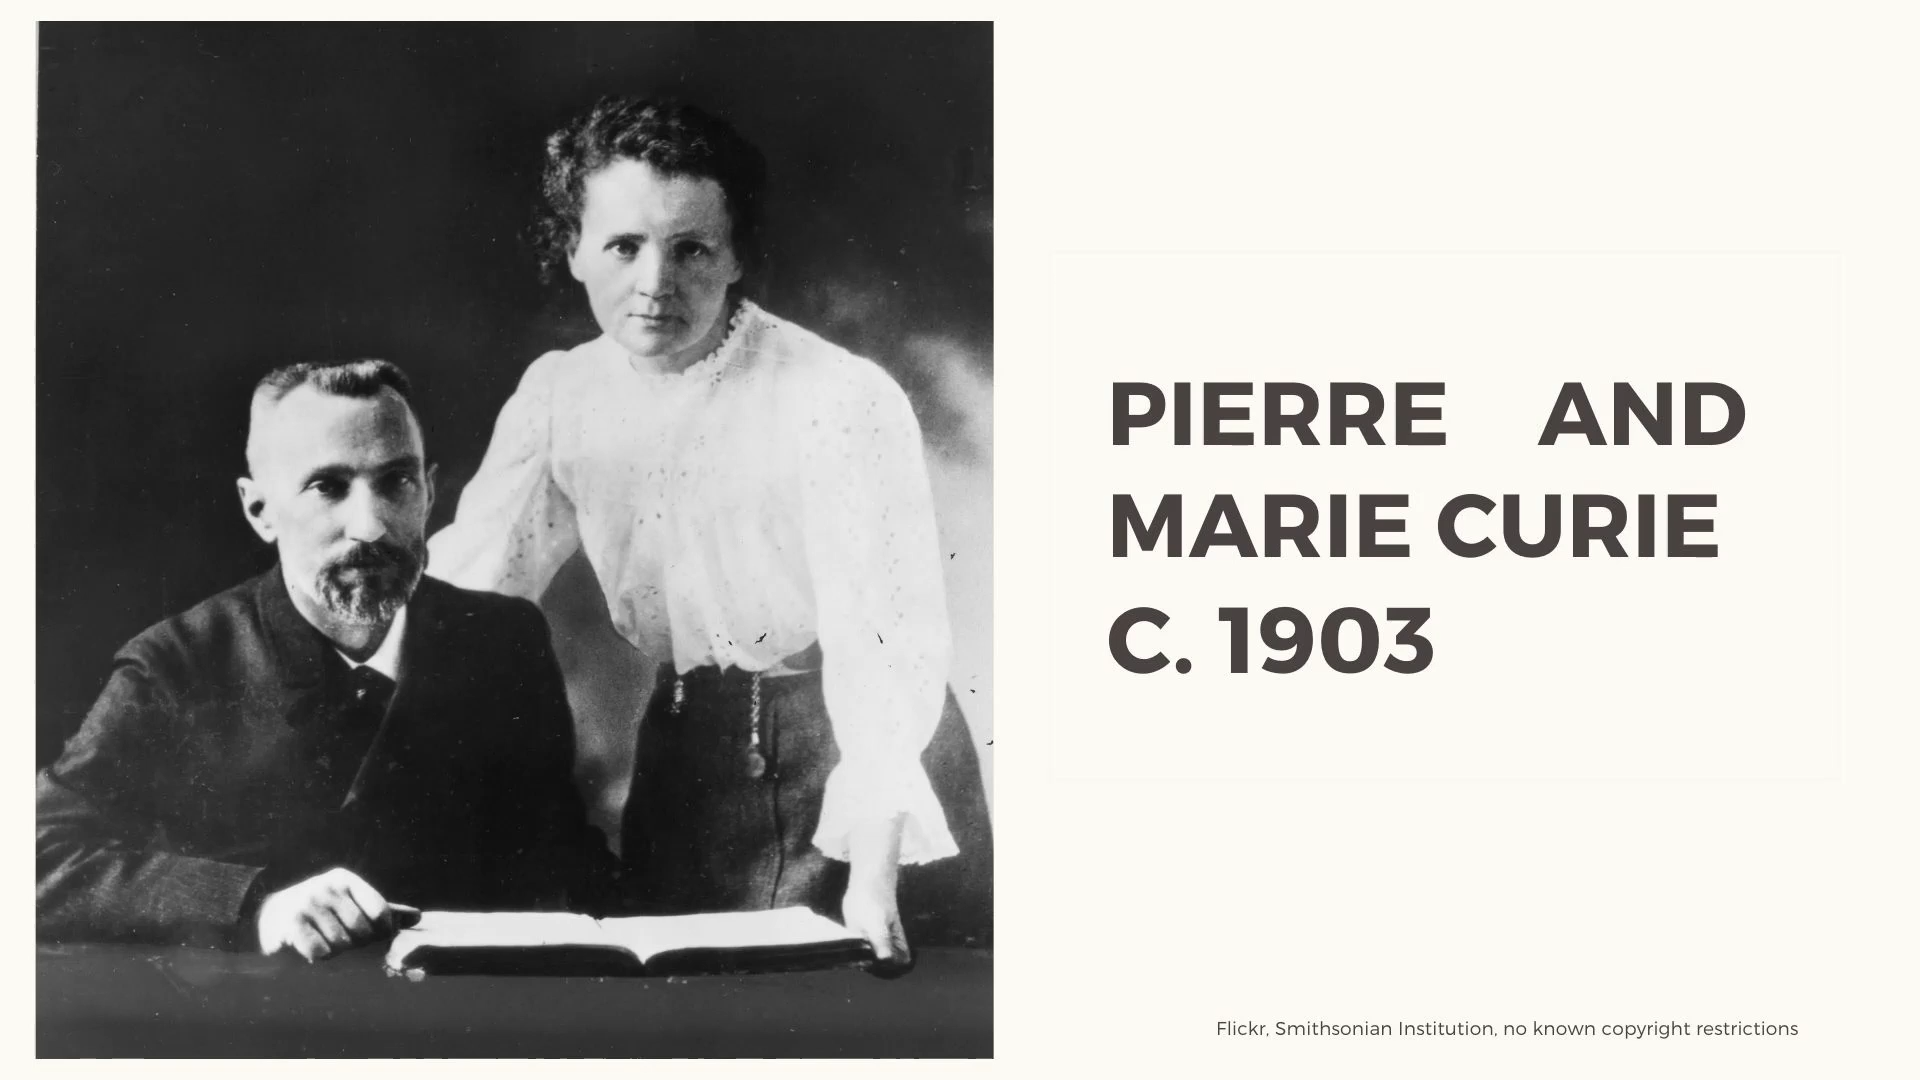 PIERRE AND
MARIE CURIE
C. 1903
Flickr, Smithsonian Institution, no known copyright restrictions